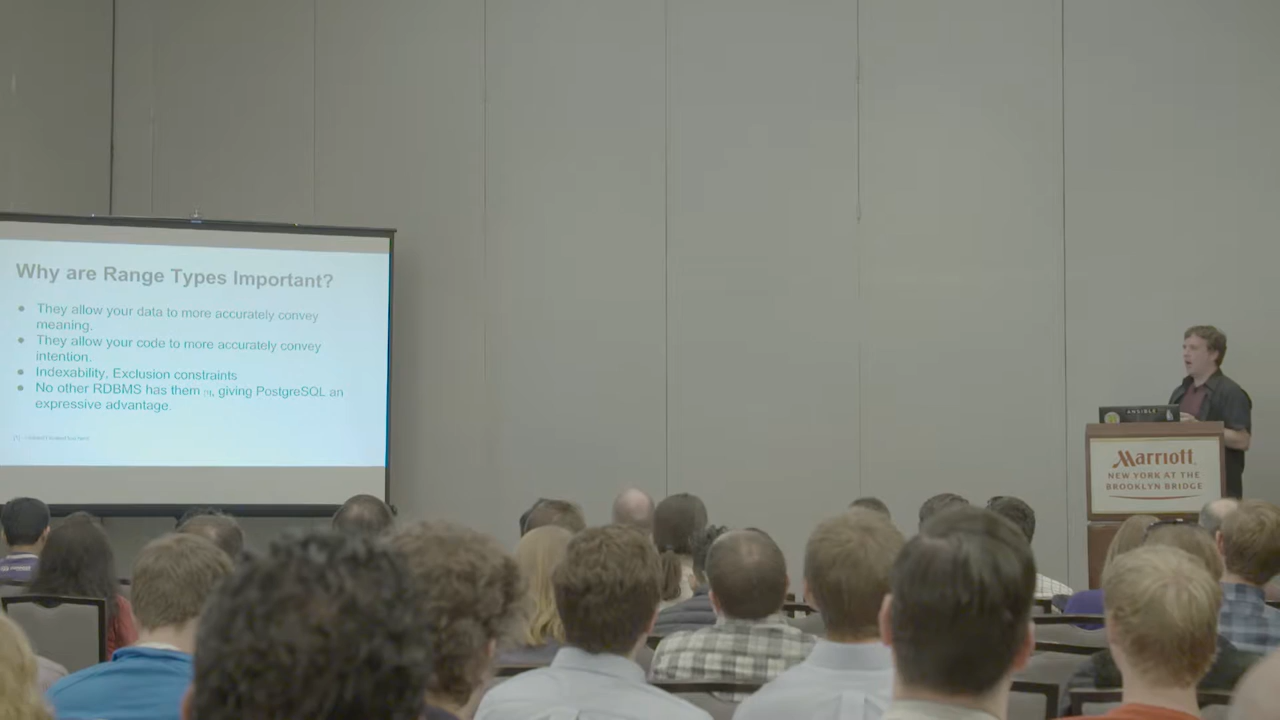 Why are Range Types Important?
● They allow your data to more accurately convey
meaning.
● They allow your code to more accurately convey
intention.
● Indexability, Exclusion constraints
● No other RDBMS has them [1], giving PostgreSQL an
expressive advantage.
ANSIBLE
Marriott
NEW YORK AT THE
BROOKLYN BRIDGE